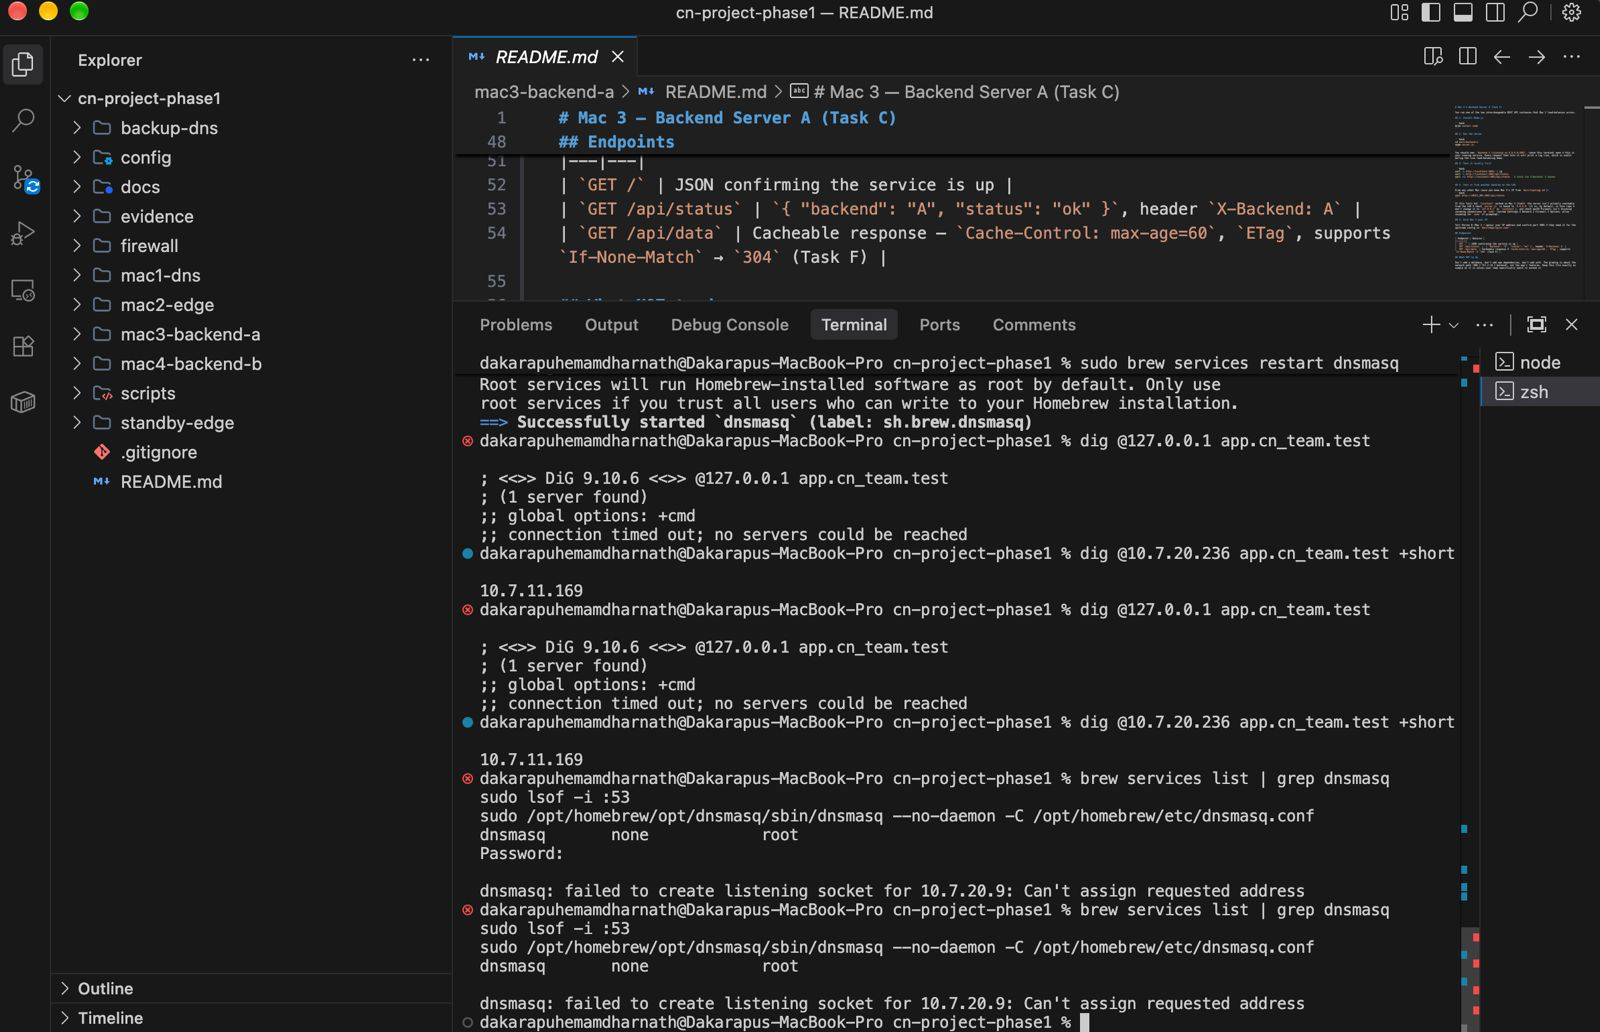 cn-project-phase1 — README.md
Explorer
cn-project-phase1
backup-dns
config
docs
evidence
firewall
mac1-dns
mac2-edge
mac3-backend-a
mac4-backend-b
scripts
standby-edge
.gitignore
README.md
Outline
Timeline
README.md
mac3-backend-a > README.md > # Mac 3 — Backend Server A (Task C)
1 # Mac 3 — Backend Server A (Task C)
48 ## Endpoints
51 |---|---|
52 | `GET /` | JSON confirming the service is up |
53 | `GET /api/status` | `{ "backend": "A", "status": "ok" }`, header `X-Backend: A` |
54 | `GET /api/data` | Cacheable response — `Cache-Control: max-age=60`, `ETag`, supports
`If-None-Match` → `304` (Task F) |
55
Problems Output Debug Console Terminal Ports Comments
node
zsh
dakarapuhemamdharnath@Dakarapus-MacBook-Pro cn-project-phase1 % sudo brew services restart dnsmasq
Root services will run Homebrew-installed software as root by default. Only use
root services if you trust all users who can write to your Homebrew installation.
==> Successfully started `dnsmasq` (label: sh.brew.dnsmasq)
dakarapuhemamdharnath@Dakarapus-MacBook-Pro cn-project-phase1 % dig @127.0.0.1 app.cn_team.test
; <<>> DiG 9.10.6 <<>> @127.0.0.1 app.cn_team.test
; (1 server found)
;; global options: +cmd
;; connection timed out; no servers could be reached
dakarapuhemamdharnath@Dakarapus-MacBook-Pro cn-project-phase1 % dig @10.7.20.236 app.cn_team.test +short
10.7.11.169
dakarapuhemamdharnath@Dakarapus-MacBook-Pro cn-project-phase1 % dig @127.0.0.1 app.cn_team.test
; <<>> DiG 9.10.6 <<>> @127.0.0.1 app.cn_team.test
; (1 server found)
;; global options: +cmd
;; connection timed out; no servers could be reached
dakarapuhemamdharnath@Dakarapus-MacBook-Pro cn-project-phase1 % dig @10.7.20.236 app.cn_team.test +short
10.7.11.169
dakarapuhemamdharnath@Dakarapus-MacBook-Pro cn-project-phase1 % brew services list | grep dnsmasq
sudo lsof -i :53
sudo /opt/homebrew/opt/dnsmasq/sbin/dnsmasq --no-daemon -C /opt/homebrew/etc/dnsmasq.conf
dnsmasq none root
Password:
dnsmasq: failed to create listening socket for 10.7.20.9: Can't assign requested address
dakarapuhemamdharnath@Dakarapus-MacBook-Pro cn-project-phase1 % brew services list | grep dnsmasq
sudo lsof -i :53
sudo /opt/homebrew/opt/dnsmasq/sbin/dnsmasq --no-daemon -C /opt/homebrew/etc/dnsmasq.conf
dnsmasq none root
dnsmasq: failed to create listening socket for 10.7.20.9: Can't assign requested address
dakarapuhemamdharnath@Dakarapus-MacBook-Pro cn-project-phase1 %